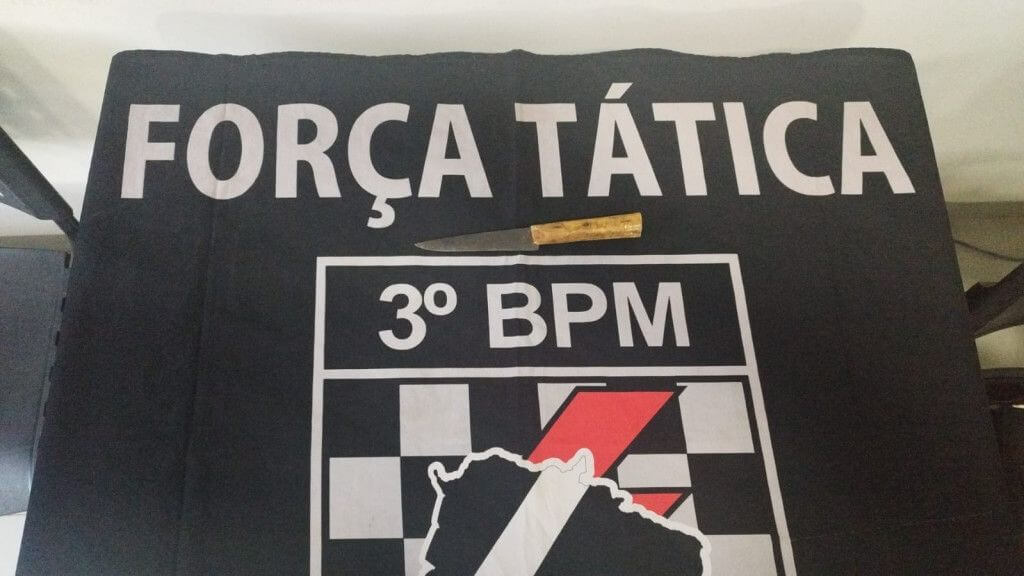 FORÇA TÁTICA
3º BPM